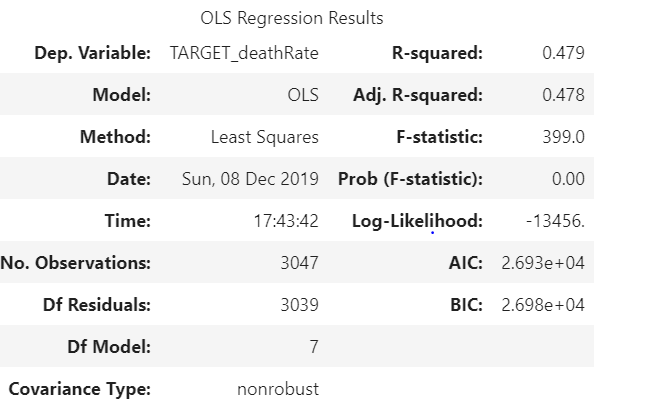 OLS Regression Results
Dep. Variable: TARGET_deathRate R-squared: 0.479
Model: OLS Adj. R-squared: 0.478
Method: Least Squares F-statistic: 399.0
Date: Sun, 08 Dec 2019 Prob (F-statistic): 0.00
Time: 17:43:42 Log-Likelihood: -13456.
No. Observations: 3047 AIC: 2.693e+04
Df Residuals: 3039 BIC: 2.698e+04
Df Model: 7
Covariance Type: nonrobust